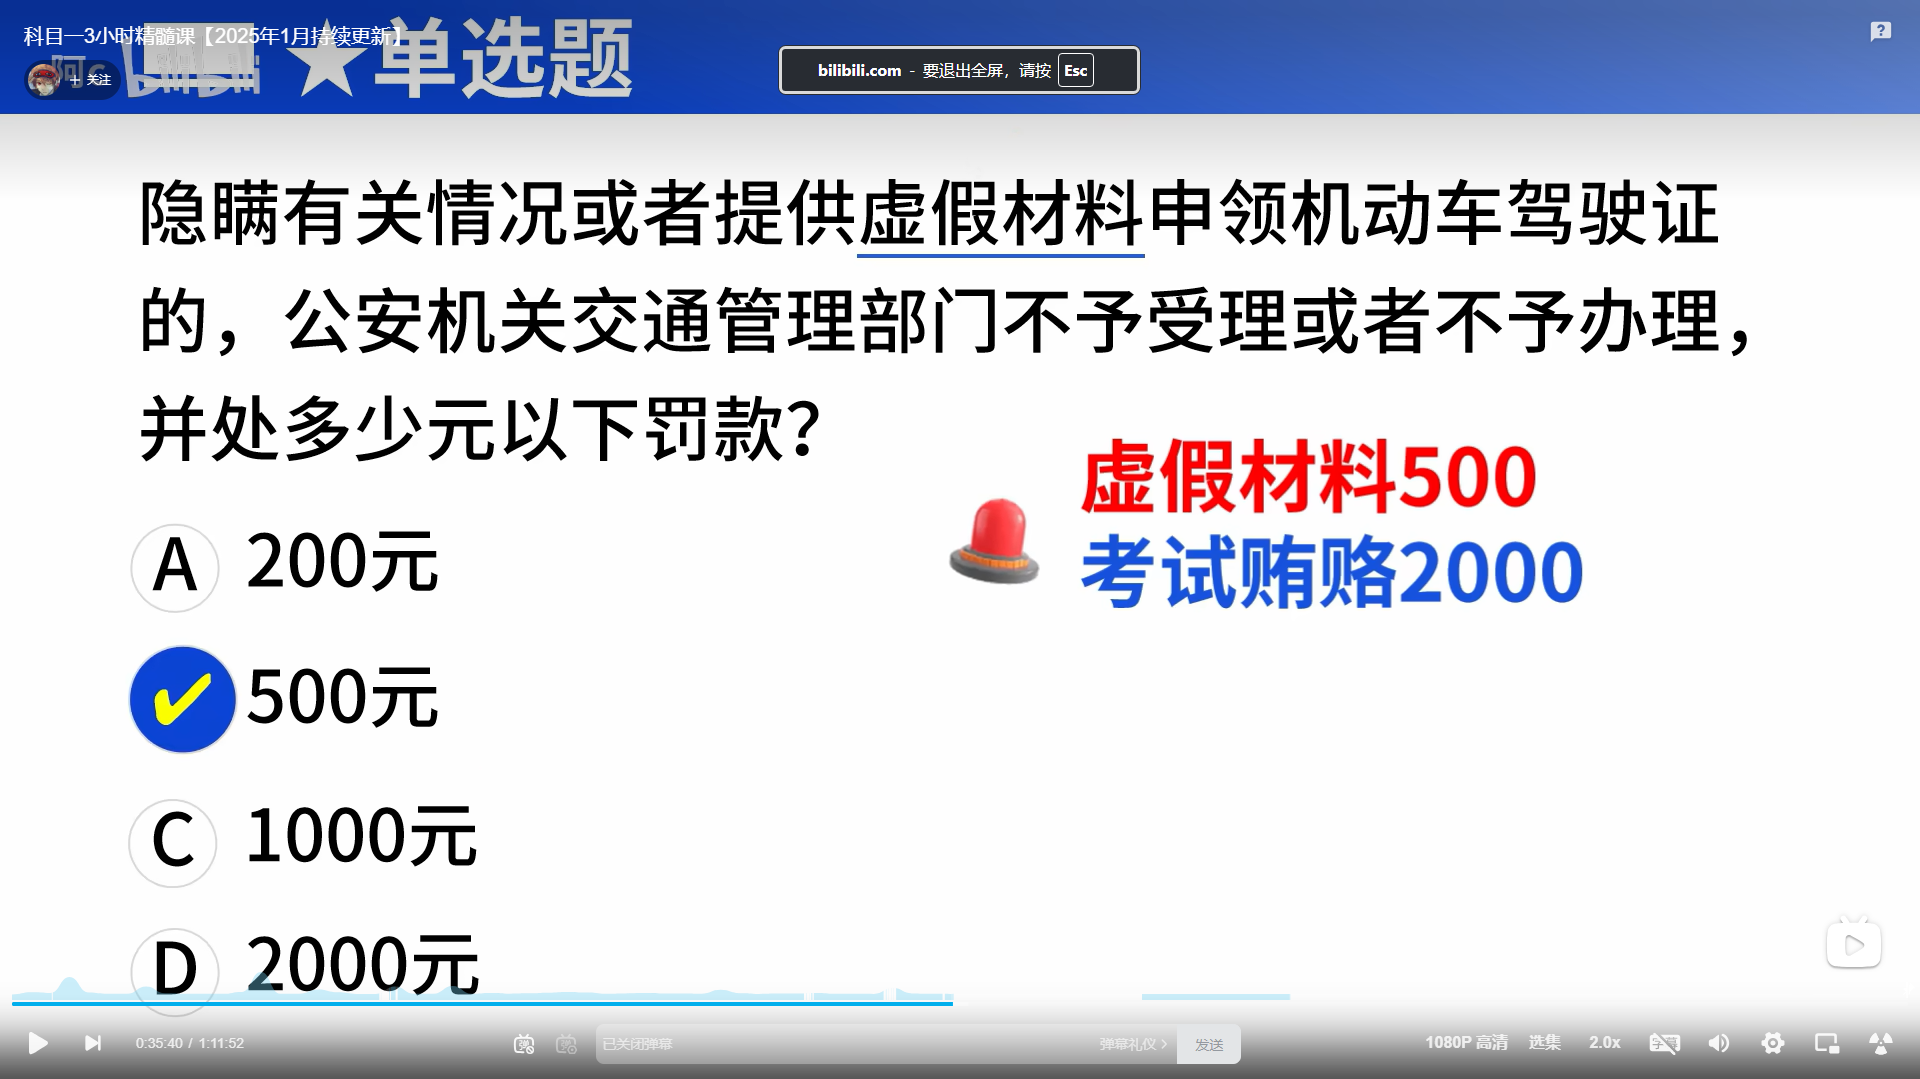 科目一3小时精髓课【2025年1月持续更新】
bilibili
★单选题
+ 关注
bilibili.com - 要退出全屏，请按 Esc
隐瞒有关情况或者提供虚假材料申领机动车驾驶证
的，公安机关交通管理部门不予受理或者不予办理，
并处多少元以下罚款？
虚假材料500
考试贿赂2000
A 200元
500元
C 1000元
D 2000元
0:35:40 / 1:11:52
已关闭弹幕
弹幕礼仪 >
发送
1080P 高清
选集
2.0x
字幕